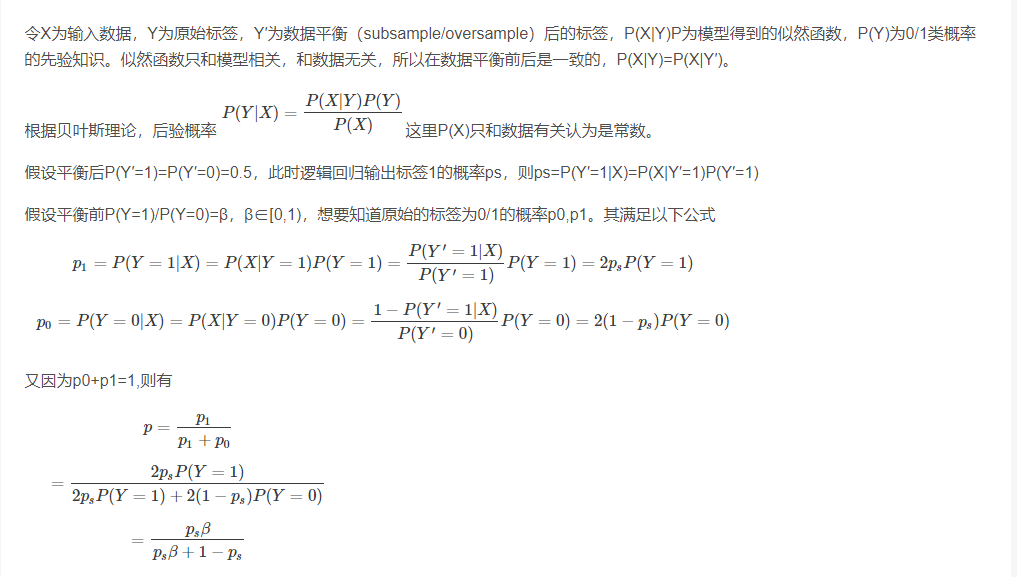 令X为输入数据，Y为原始标签，Y′为数据平衡（subsample/oversample）后的标签，P(X|Y)P为模型得到的似然函数，P(Y)为0/1类概率
的先验知识。似然函数只和模型相关，和数据无关，所以在数据平衡前后是一致的，P(X|Y)=P(X|Y′)。
根据贝叶斯理论，后验概率 P(Y|X) = \frac{P(X|Y)P(Y)}{P(X)} 这里P(X)只和数据有关认为是常数。
假设平衡后P(Y′=1)=P(Y′=0)=0.5，此时逻辑回归输出标签1的概率ps，则ps=P(Y′=1|X)=P(X|Y′=1)P(Y′=1)
假设平衡前P(Y=1)/P(Y=0)=β，β∈[0,1)，想要知道原始的标签为0/1的概率p0,p1。其满足以下公式
p_1 = P(Y = 1|X) = P(X|Y = 1)P(Y = 1) = \frac{P(Y' = 1|X)}{P(Y' = 1)} P(Y = 1) = 2p_s P(Y = 1)
p_0 = P(Y = 0|X) = P(X|Y = 0)P(Y = 0) = \frac{1 - P(Y' = 1|X)}{P(Y' = 0)} P(Y = 0) = 2(1 - p_s)P(Y = 0)
又因为p0+p1=1,则有
p = \frac{p_1}{p_1 + p_0}
= \frac{2p_s P(Y = 1)}{2p_s P(Y = 1) + 2(1 - p_s)P(Y = 0)}
= \frac{p_s β}{p_s β + 1 - p_s}